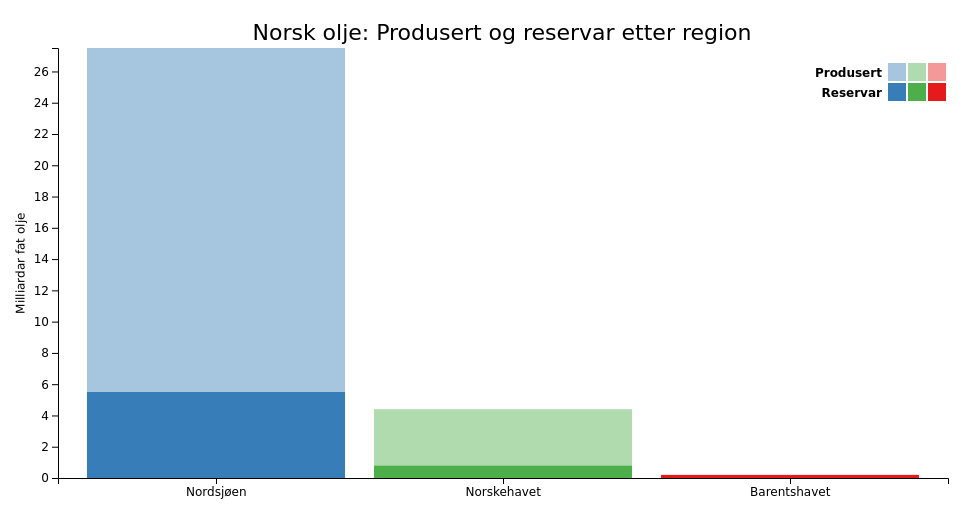 Norsk olje: Produsert og reservar etter region
Produsert
Reservar
Milliardar fat olje
26
24
22
20
18
16
14
12
10
8
6
4
2
0
Nordsjøen
Norskehavet
Barentshavet